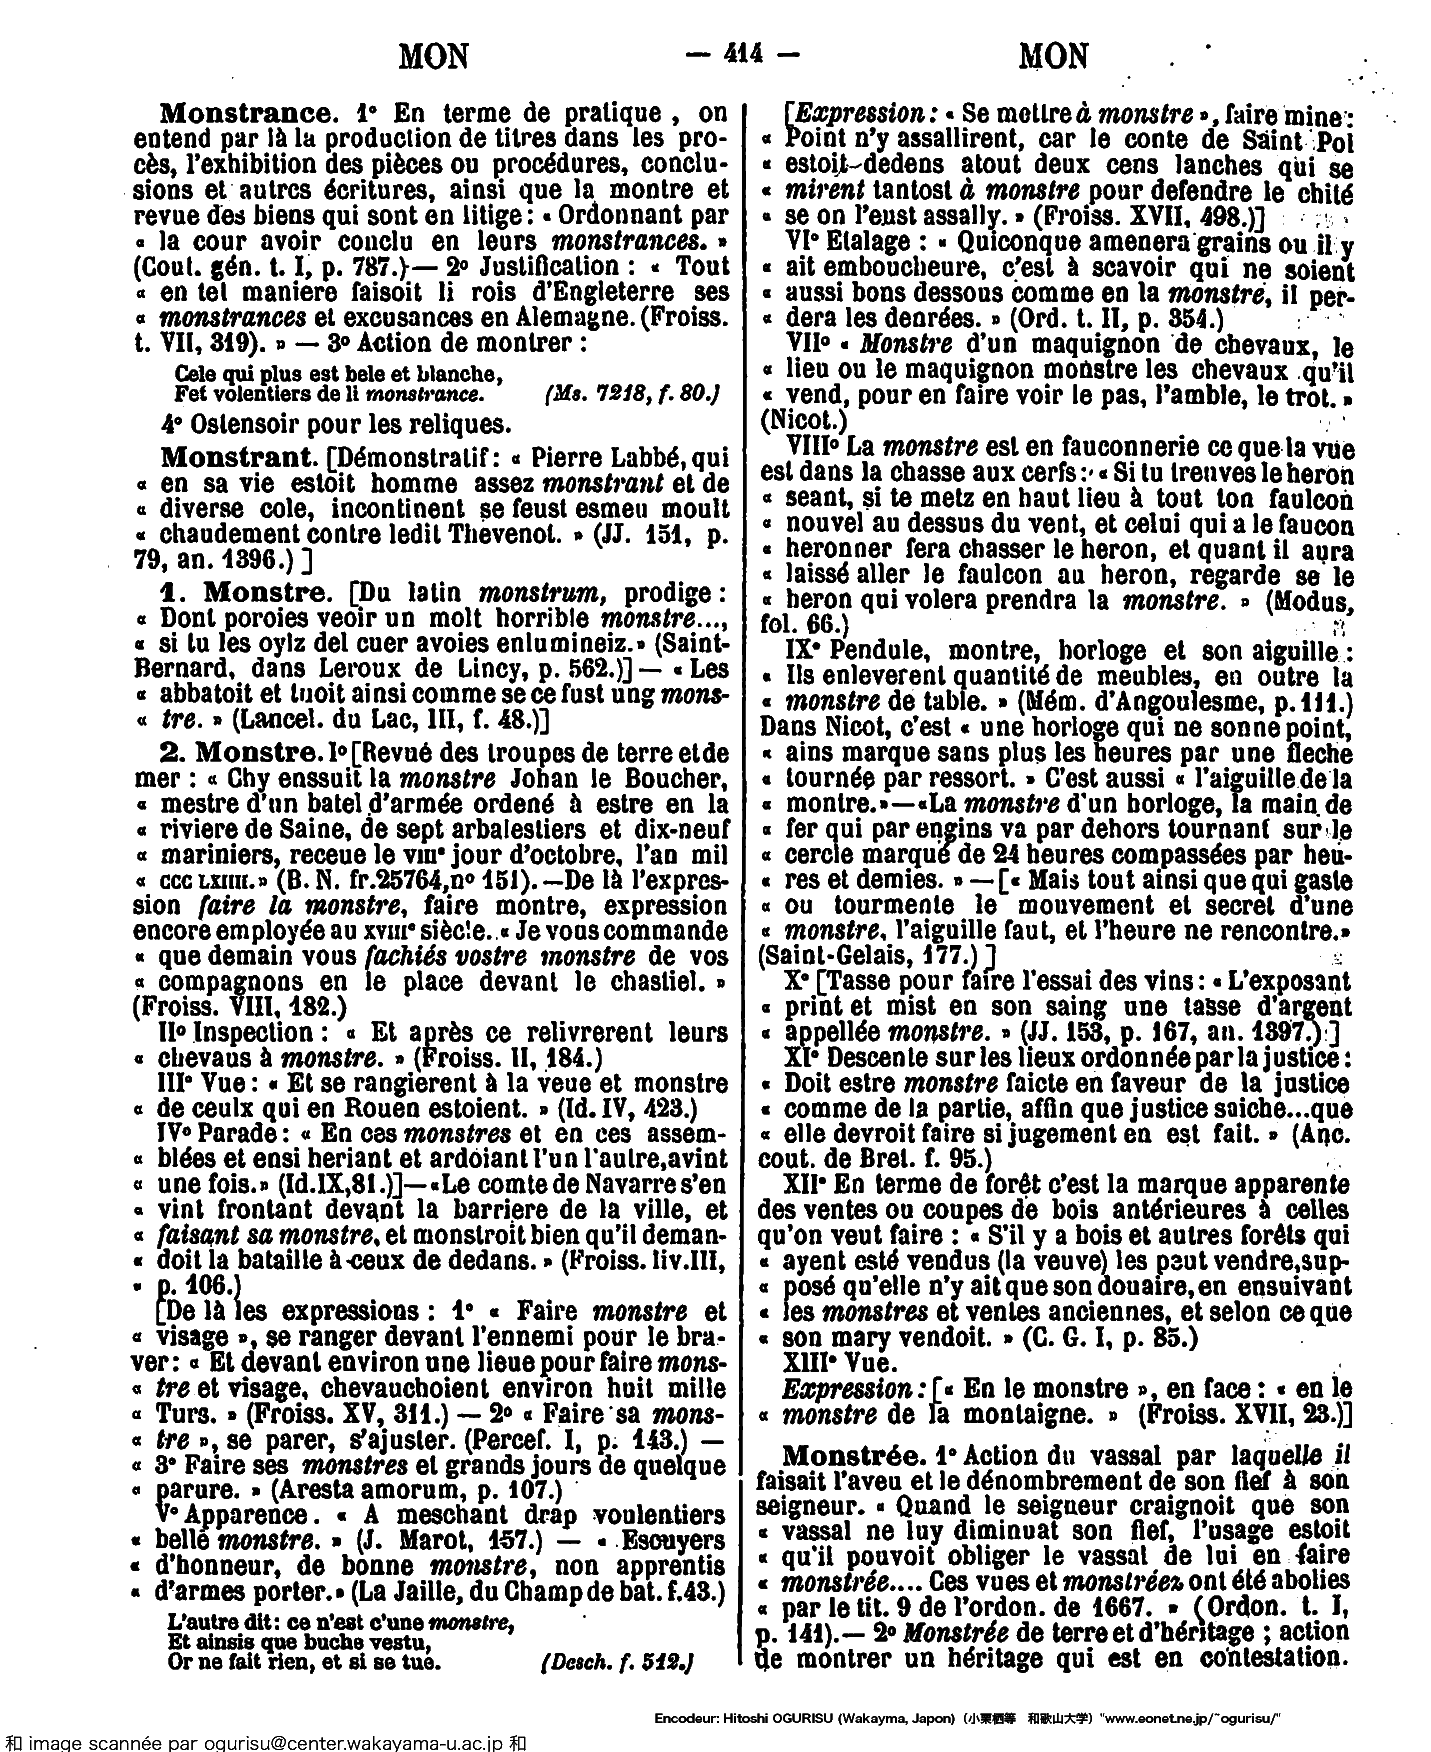 MON — 414 — MON
Monstrance. 1° En terme de pratique , on
entend par là la production de titres dans les pro-
cès, l'exhibition des pièces ou procédures, conclu-
sions et autres écritures, ainsi que la montre et
revue des biens qui sont en litige : « Ordonnant par
« la cour avoir conclu en leurs monstrances. »
(Cout. gén. t. I, p. 787.) — 2° Justification : « Tout
« en tel maniere faisoit li rois d'Engleterre ses
« monstrances et excusances en Alemagne. (Froiss.
t. VII, 319). » — 3° Action de montrer :
Cele qui plus est bele et blanche,
Fet volentiers de li monstrance. (Ms. 7218, f. 80.)
4° Ostensoir pour les reliques.
Monstrant. [Démonstratif : « Pierre Labbé, qui
« en sa vie estoit homme assez monstrant et de
« diverse cole, incontinent se feust esmeu moult
« chaudement contre ledit Thevenot. » (JJ. 151, p.
79, an. 1396.) ]
1. Monstre. [Du latin monstrum, prodige :
« Dont poroies veoir un molt horrible monstre...,
« si tu les oylz del cuer avoies enlumineiz. » (Saint-
Bernard, dans Leroux de Lincy, p. 562.)] — « Les
« abbatoit et tuoit ainsi comme se ce fust ung mons-
« tre. » (Lancel. du Lac, III, f. 48.)]
2. Monstre. I° [Revue des troupes de terre et de
mer : « Chy enssuit la monstre Johan le Boucher,
« mestre d'un batel d'armée ordené à estre en la
« riviere de Saine, de sept arbalestiers et dix-neuf
« mariniers, receue le VIIIe jour d'octobre, l'an mil
« CCC LXIIII. » (B. N. fr. 25764, n° 151). — De là l'expres-
sion faire la monstre, faire montre, expression
encore employée au XVIIIe siècle. « Je vous commande
« que demain vous fachiés vostre monstre de vos
« compagnons en le place devant le chastiel. »
(Froiss. VIII, 182.)
II° Inspection : « Et après ce relivrerent leurs
« chevaus à monstre. » (Froiss. II, 184.)
III° Vue : « Et se rangierent à la veue et monstre
« de ceulx qui en Rouen estoient. » (Id. IV, 423.)
IV° Parade : « En ces monstres et en ces assem-
« blées et ensi heriant et ardoiant l'un l'autre, avint
« une fois. » (Id. IX, 81.)] — « Le comte de Navarre s'en
« vint frontant devant la barriere de la ville, et
« faisant sa monstre, et monstroit bien qu'il deman-
« doit la bataille à ceux de dedans. » (Froiss. liv. III,
« p. 106.)
[De là les expressions : 1° « Faire monstre et
« visage », se ranger devant l'ennemi pour le bra-
ver : « Et devant environ une lieue pour faire mons-
« tre et visage, chevauchoient environ huit mille
« Turs. » (Froiss. XV, 311.) — 2° « Faire sa mons-
« tre », se parer, s'ajuster. (Percef. I, p. 143.) —
« 3° Faire ses monstres et grands jours de quelque
« parure. » (Aresta amorum, p. 107.)
V° Apparence. « A meschant drap voulentiers
« belle monstre. » (J. Marot, 157.) — « Escuyers
« d'honneur, de bonne monstre, non apprentis
« d'armes porter. » (La Jaille, du Champ de bat. f. 43.)
L'autre dit : ce n'est c'une monstre,
Et ainsis que buche vestu,
Or ne fait rien, et si se tue. (Desch. f. 512.)
[Expression : « Se mettre à monstre », faire mine :
« Point n'y assallirent, car le conte de Saint Pol
« estoit dedens atout deux cens lanches qui se
« mirent tantost à monstre pour defendre le chité
« se on l'eust assally. » (Froiss. XVII, 498.)]
VI° Etalage : « Quiconque amenera grains ou il y
« ait emboucheure, c'est à scavoir qui ne soient
« aussi bons dessous comme en la monstre, il per-
« dera les denrées. » (Ord. t. II, p. 354.)
VII° « Monstre d'un maquignon de chevaux, le
« lieu ou le maquignon monstre les chevaux qu'il
« vend, pour en faire voir le pas, l'amble, le trot. »
(Nicot.)
VIII° La monstre est en fauconnerie ce que la vue
est dans la chasse aux cerfs : « Si tu treuves le heron
« seant, si te metz en haut lieu à tout ton faulcon
« nouvel au dessus du vent, et celui qui a le faucon
« heronner fera chasser le heron, et quant il aura
« laissé aller le faulcon au heron, regarde se le
« heron qui volera prendra la monstre. » (Modus,
fol. 66.)
IX° Pendule, montre, horloge et son aiguille :
« Ils enleverent quantité de meubles, en outre la
« monstre de table. » (Mém. d'Angoulesme, p. 111.)
Dans Nicot, c'est « une horloge qui ne sonne point,
« ains marque sans plus les heures par une fleche
« tournée par ressort. » C'est aussi « l'aiguille de la
« montre. » — « La monstre d'un horloge, la main de
« fer qui par engins va par dehors tournant sur le
« cercle marqué de 24 heures compassées par heu-
« res et demies. » — [« Mais tout ainsi que qui gaste
« ou tourmente le mouvement et secret d'une
« monstre, l'aiguille faut, et l'heure ne rencontre. »
(Saint-Gelais, 177.) ]
X° [Tasse pour faire l'essai des vins : « L'exposant
« print et mist en son saing une tasse d'argent
« appellée monstre. » (JJ. 153, p. 167, an. 1397.) ]
XI° Descente sur les lieux ordonnée par la justice :
« Doit estre monstre faicte en faveur de la justice
« comme de la partie, affin que justice saiche...que
« elle devroit faire si jugement en est fait. » (Anc.
cout. de Bret. f. 95.)
XII° En terme de forêt c'est la marque apparente
des ventes ou coupes de bois antérieures à celles
qu'on veut faire : « S'il y a bois et autres forêts qui
« ayent esté vendus (la veuve) les peut vendre, sup-
« posé qu'elle n'y ait que son douaire, en ensuivant
« les monstres et ventes anciennes, et selon ce que
« son mary vendoit. » (C. G. I, p. 85.)
XIII° Vue.
Expression : [« En le monstre », en face : « en le
« monstre de la montaigne. » (Froiss. XVII, 23.)]
Monstrée. 1° Action du vassal par laquelle il
faisait l'aveu et le dénombrement de son fief à son
seigneur. « Quand le seigneur craignoit que son
« vassal ne luy diminuat son fief, l'usage estoit
« qu'il pouvoit obliger le vassal de lui en faire
« monstrée.... Ces vues et monstrées ont été abolies
« par le tit. 9 de l'ordon. de 1667. » (Ordon. t. I,
p. 141). — 2° Monstrée de terre et d'héritage ; action
de montrer un héritage qui est en contestation.
Encodeur: Hitoshi OGURISU (Wakayma, Japon)（小栗栖等 和歌山大学）"www.eonet.ne.jp/~ogurisu/"
和 image scannée par ogurisu@center.wakayama-u.ac.jp 和